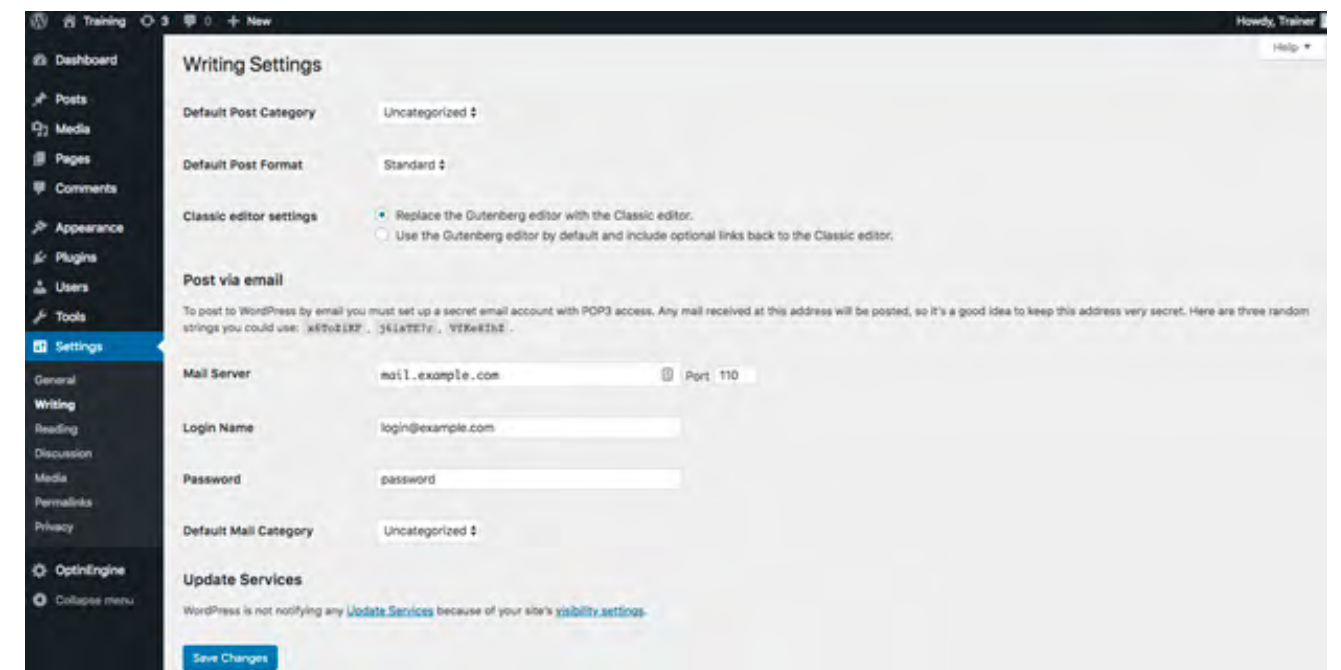 Training 3 0 + New Howdy, Trainer
Help
Dashboard
Posts
Media
Pages
Comments
Appearance
Plugins
Users
Tools
Settings
General
Writing
Reading
Discussion
Media
Permalinks
Privacy
OptinEngine
Collapse menu
Writing Settings
Default Post Category Uncategorized
Default Post Format Standard
Classic editor settings Replace the Gutenberg editor with the Classic editor.
Use the Gutenberg editor by default and include optional links back to the Classic editor.
Post via email
To post to WordPress by email you must set up a secret email account with POP3 access. Any mail received at this address will be posted, so it's a good idea to keep this address very secret. Here are three random
strings you could use: , , .
Mail Server mail.example.com Port 110
Login Name login@example.com
Password password
Default Mail Category Uncategorized
Update Services
WordPress is not notifying any Update Services because of your site's visibility settings.
Save Changes